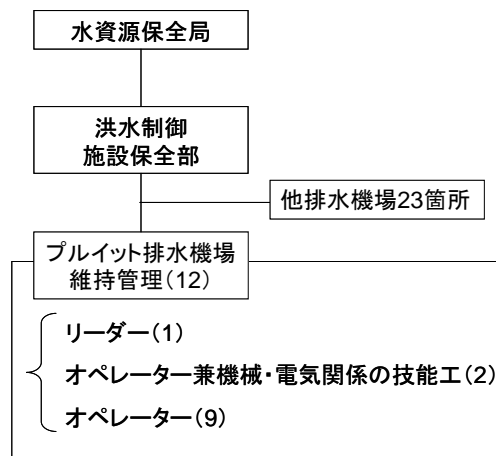 水資源保全局
洪水制御
施設保全部
他排水機場23箇所
プルイット排水機場
維持管理(12)
リーダー(1)
オペレーター兼機械・電気関係の技能工(2)
オペレーター(9)